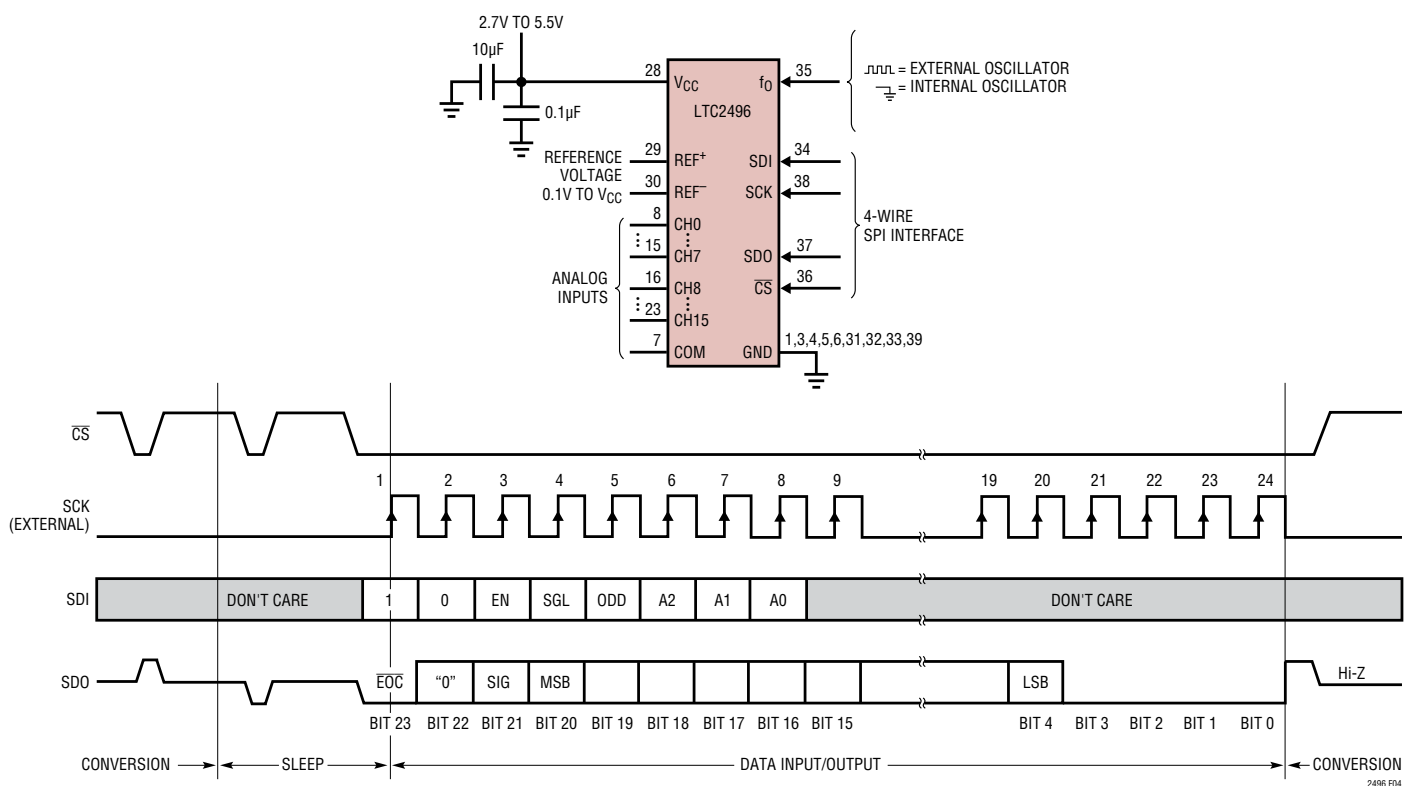 2.7V TO 5.5V
10µF
0.1µF
28
VCC
fO
35
LTC2496
= EXTERNAL OSCILLATOR
= INTERNAL OSCILLATOR
REFERENCE
VOLTAGE
0.1V TO VCC
29
REF+
30
REF–
SDI
34
SCK
38
SDO
37
CS
36
4-WIRE
SPI INTERFACE
ANALOG
INPUTS
8
CH0
15
CH7
16
CH8
23
CH15
7
COM
GND
1,3,4,5,6,31,32,33,39
CS
SCK
(EXTERNAL)
1 2 3 4 5 6 7 8 9 19 20 21 22 23 24
SDI
DON'T CARE 1 0 EN SGL ODD A2 A1 A0 DON'T CARE
SDO
EOC "0" SIG MSB LSB Hi-Z
BIT 23 BIT 22 BIT 21 BIT 20 BIT 19 BIT 18 BIT 17 BIT 16 BIT 15 BIT 4 BIT 3 BIT 2 BIT 1 BIT 0
CONVERSION SLEEP DATA INPUT/OUTPUT CONVERSION
2496 F04